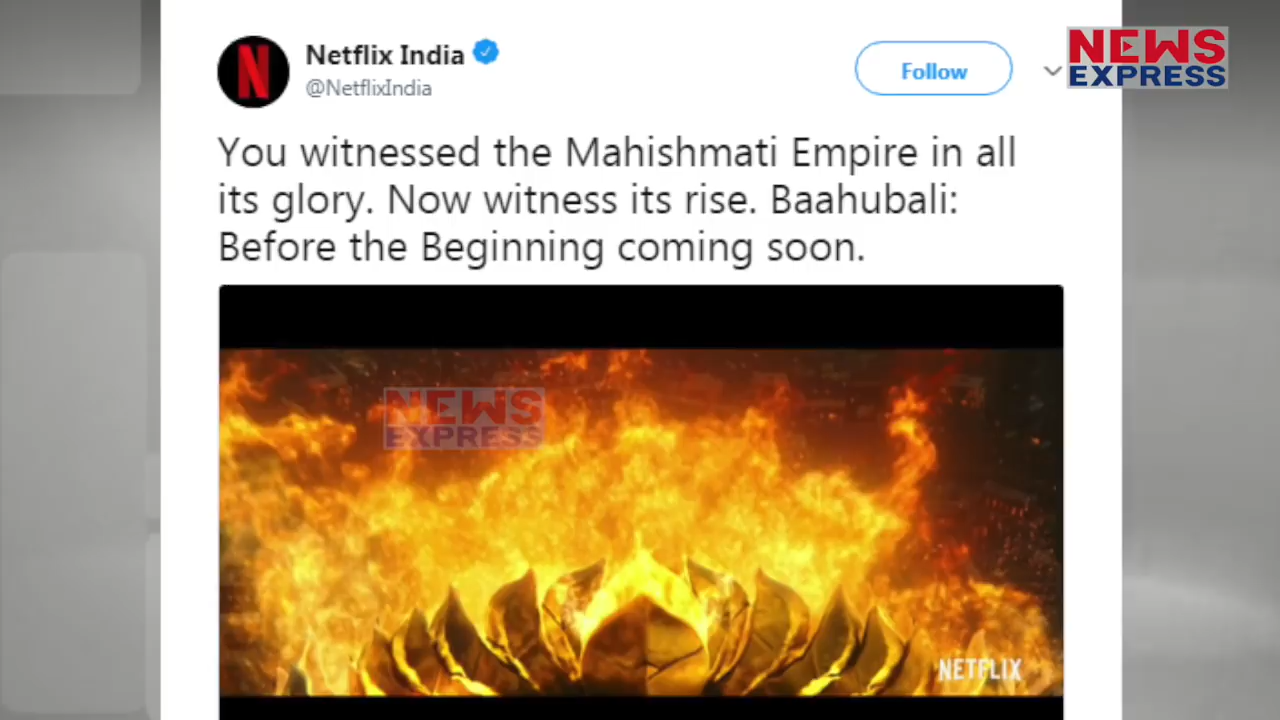 Netflix India
@NetflixIndia
Follow
NEWS
EXPRESS
You witnessed the Mahishmati Empire in all
its glory. Now witness its rise. Baahubali:
Before the Beginning coming soon.
NEWS
EXPRESS
NETFLIX